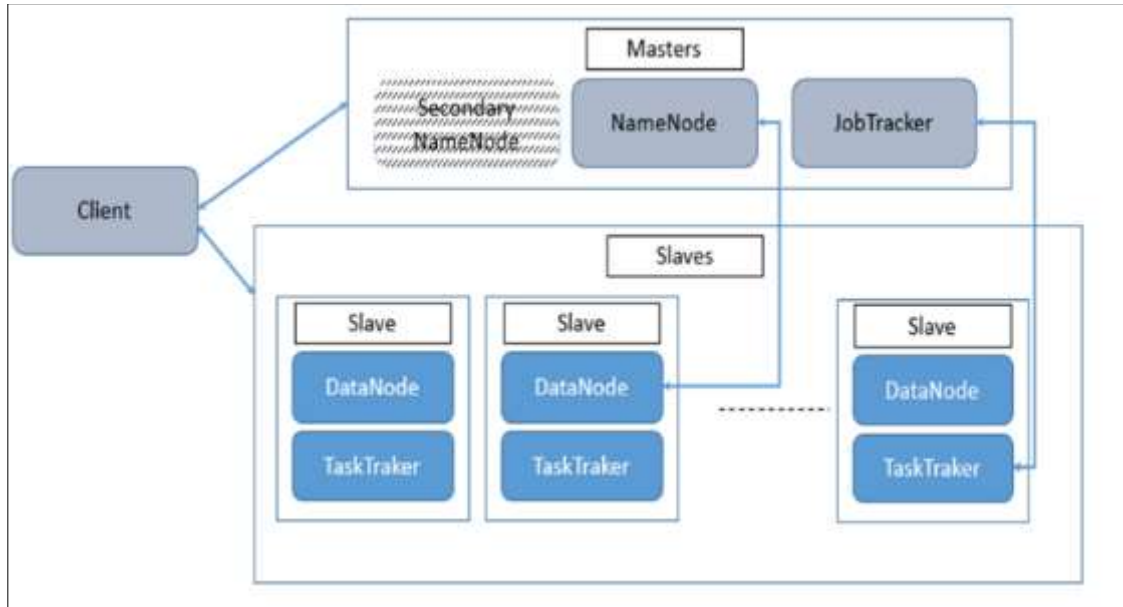 Masters
Secondary
NameNode
NameNode
JobTracker
Client
Slaves
Slave
DataNode
TaskTraker
Slave
DataNode
TaskTraker
Slave
DataNode
TaskTraker